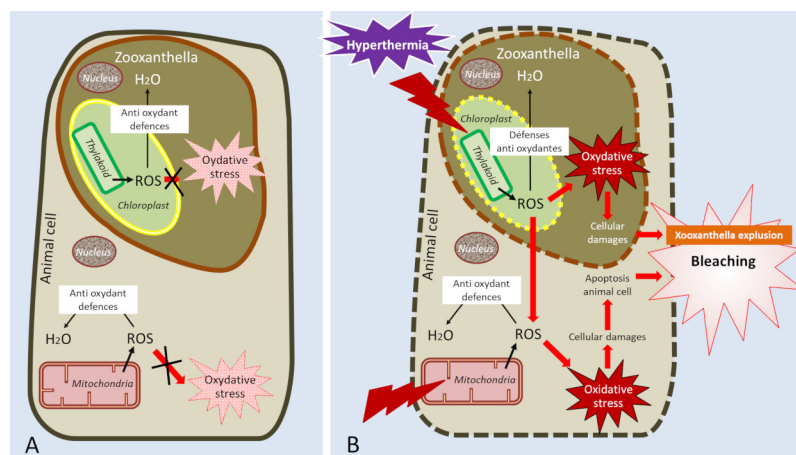 Zooxanthella
Nucleus
H2O
Anti oxydant
defences
Thylakoid
ROS
Oydative
stress
Chloroplast
Animal cell
Nucleus
Anti oxydant
defences
H2O
ROS
Mitochondria
Oxydative
stress
A
Hyperthermia
Zooxanthella
Nucleus
H2O
Chloroplast
Défenses
anti oxydantes
Thylakoid
ROS
Oxydative
stress
Cellular
damages
Xooxanthella explusion
Bleaching
Animal cell
Nucleus
Anti oxydant
defences
Apoptosis
animal cell
H2O
ROS
Cellular damages
Mitochondria
Oxidative
stress
B